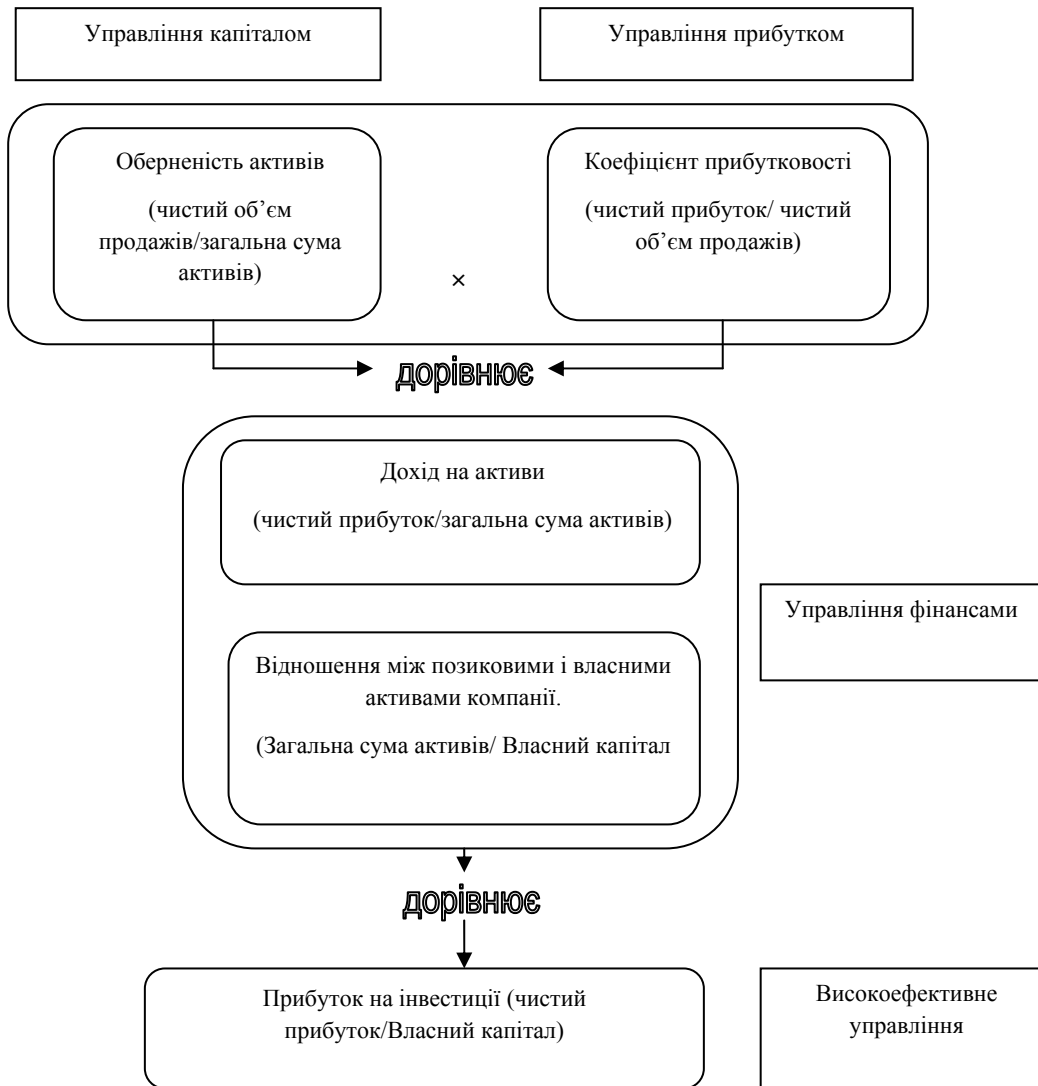 Управління капіталом
Управління прибутком
Оберненість активів
(чистий об’єм
продажів/загальна сума
активів)
×
Коефіцієнт прибутковості
(чистий прибуток/ чистий
об’єм продажів)
дорівнює
Дохід на активи
(чистий прибуток/загальна сума активів)
Управління фінансами
Відношення між позиковими і власними
активами компанії.
(Загальна сума активів/ Власний капітал
дорівнює
Прибуток на інвестиції (чистий
прибуток/Власний капітал)
Високоефективне
управління